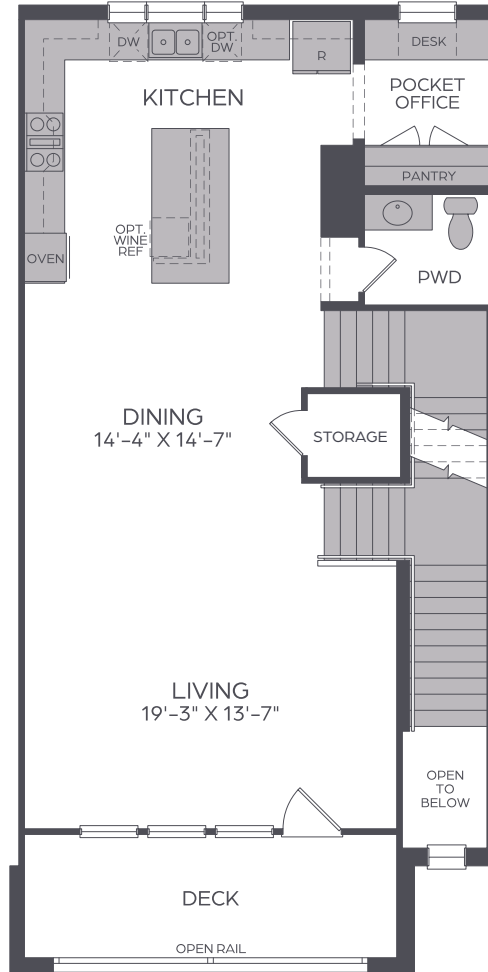 DW
OPT.
DW
R
DESK
KITCHEN
POCKET
OFFICE
PANTRY
OPT.
WINE
REF
OVEN
PWD
DINING
14'-4" X 14'-7"
STORAGE
LIVING
19'-3" X 13'-7"
OPEN
TO
BELOW
DECK
OPEN RAIL